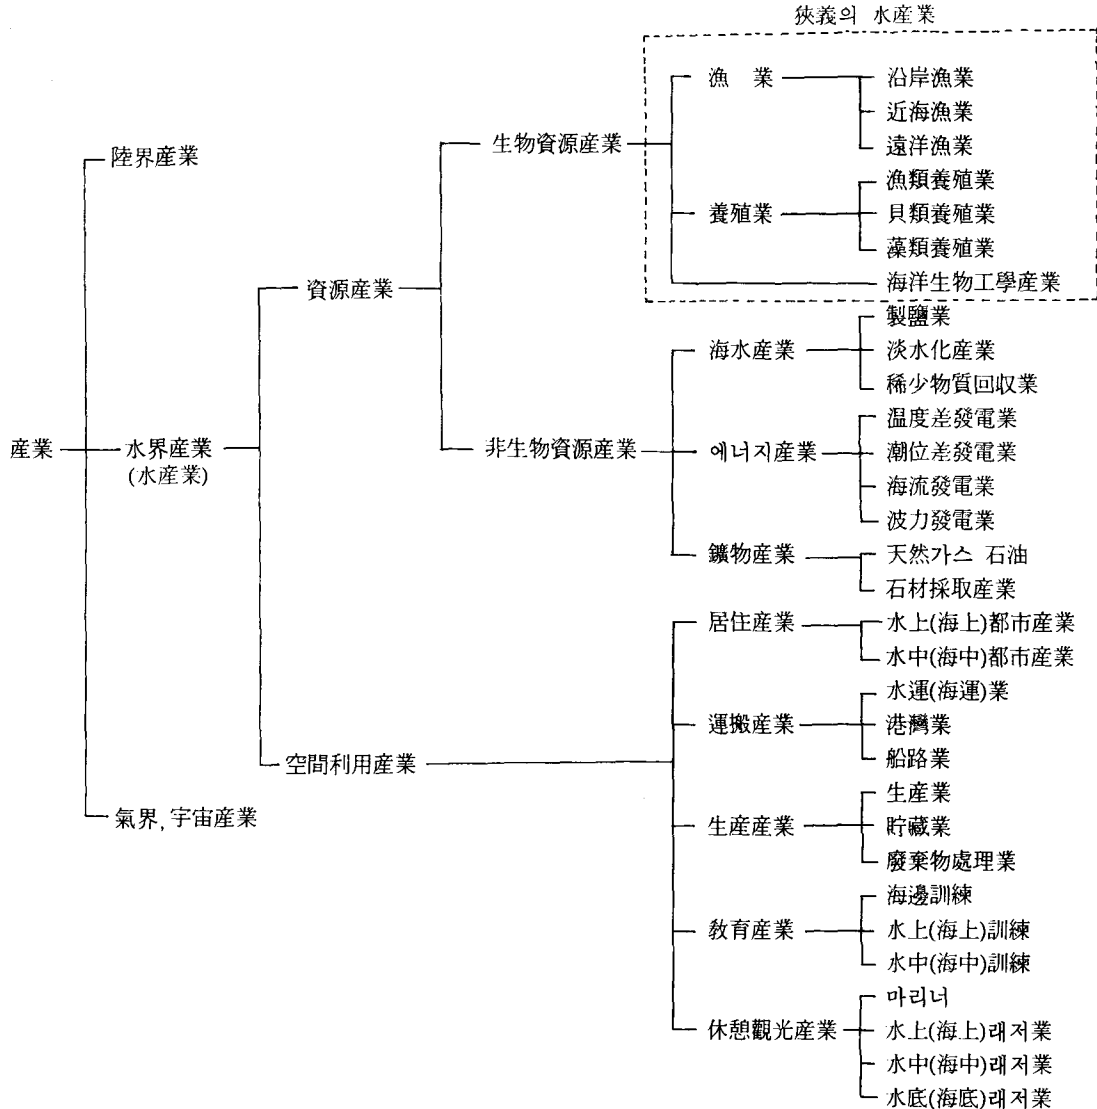 狹義의 水産業
漁 業
沿岸漁業
近海漁業
遠洋漁業
生物資源産業
陸界産業
漁類養殖業
養殖業
貝類養殖業
藻類養殖業
海洋生物工學産業
資源産業
製鹽業
海水産業
淡水化産業
稀少物質回収業
温度差發電業
産業
水界産業
(水産業)
非生物資源産業
에너지産業
潮位差發電業
海流發電業
波力發電業
鑛物産業
天然가스 石油
石材採取産業
居住産業
水上(海上)都市産業
水中(海中)都市産業
水運(海運)業
運搬産業
港灣業
船路業
空間利用産業
生産業
氣界, 宇宙産業
生産産業
貯藏業
廢棄物處理業
海邊訓練
敎育産業
水上(海上)訓練
水中(海中)訓練
마리너
休憩觀光産業
水上(海上)래저業
水中(海中)래저業
水底(海底)래저業